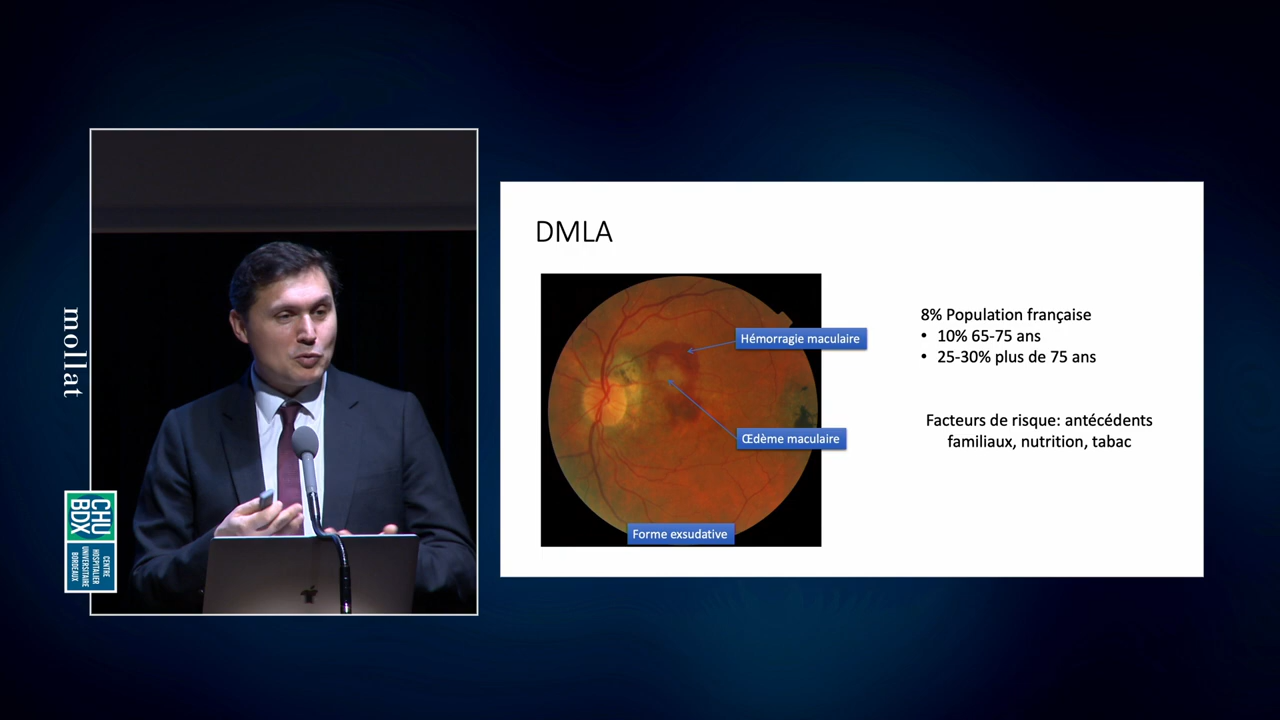 mollat
CHU
BDX
CENTRE
HOSPITALIER
UNIVERSITAIRE
BORDEAUX
DMLA
Hémorragie maculaire
Œdème maculaire
Forme exsudative
8% Population française
• 10% 65-75 ans
• 25-30% plus de 75 ans
Facteurs de risque: antécédents
familiaux, nutrition, tabac